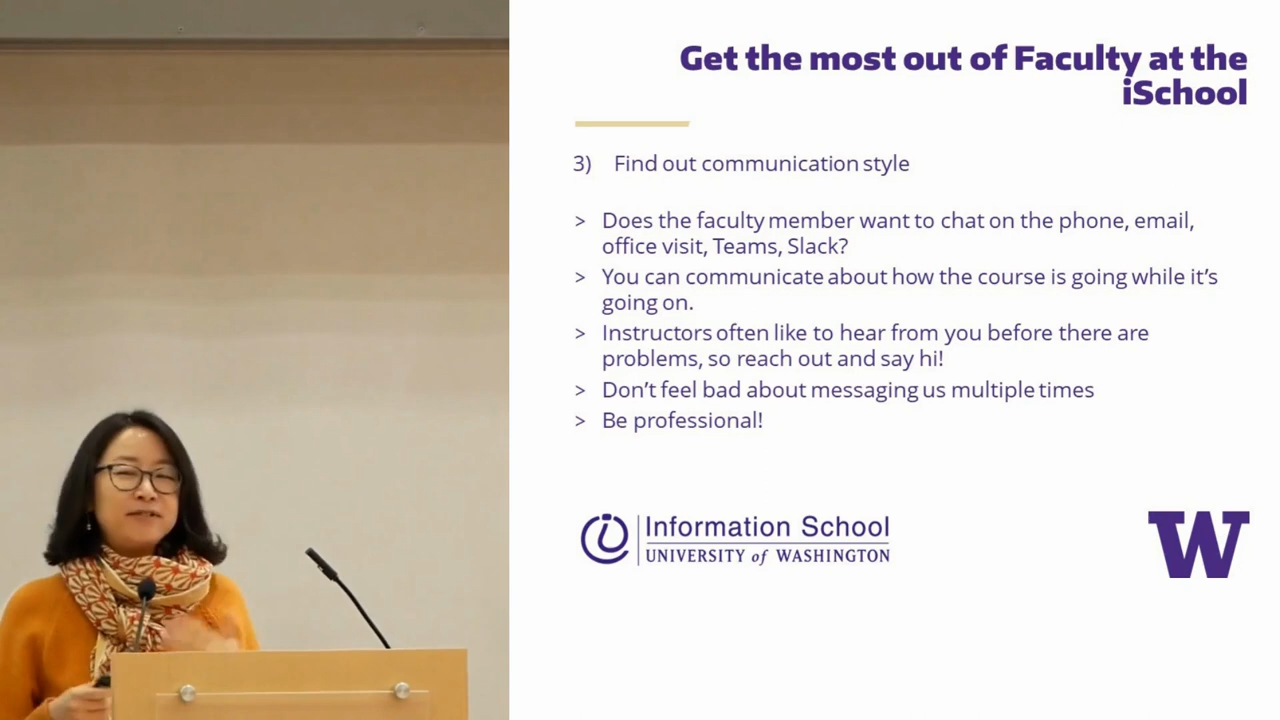 Get the most out of Faculty at the
iSchool
3) Find out communication style
> Does the faculty member want to chat on the phone, email,
office visit, Teams, Slack?
> You can communicate about how the course is going while it's
going on.
> Instructors often like to hear from you before there are
problems, so reach out and say hi!
> Don't feel bad about messaging us multiple times
> Be professional!
Information School
UNIVERSITY of WASHINGTON
W